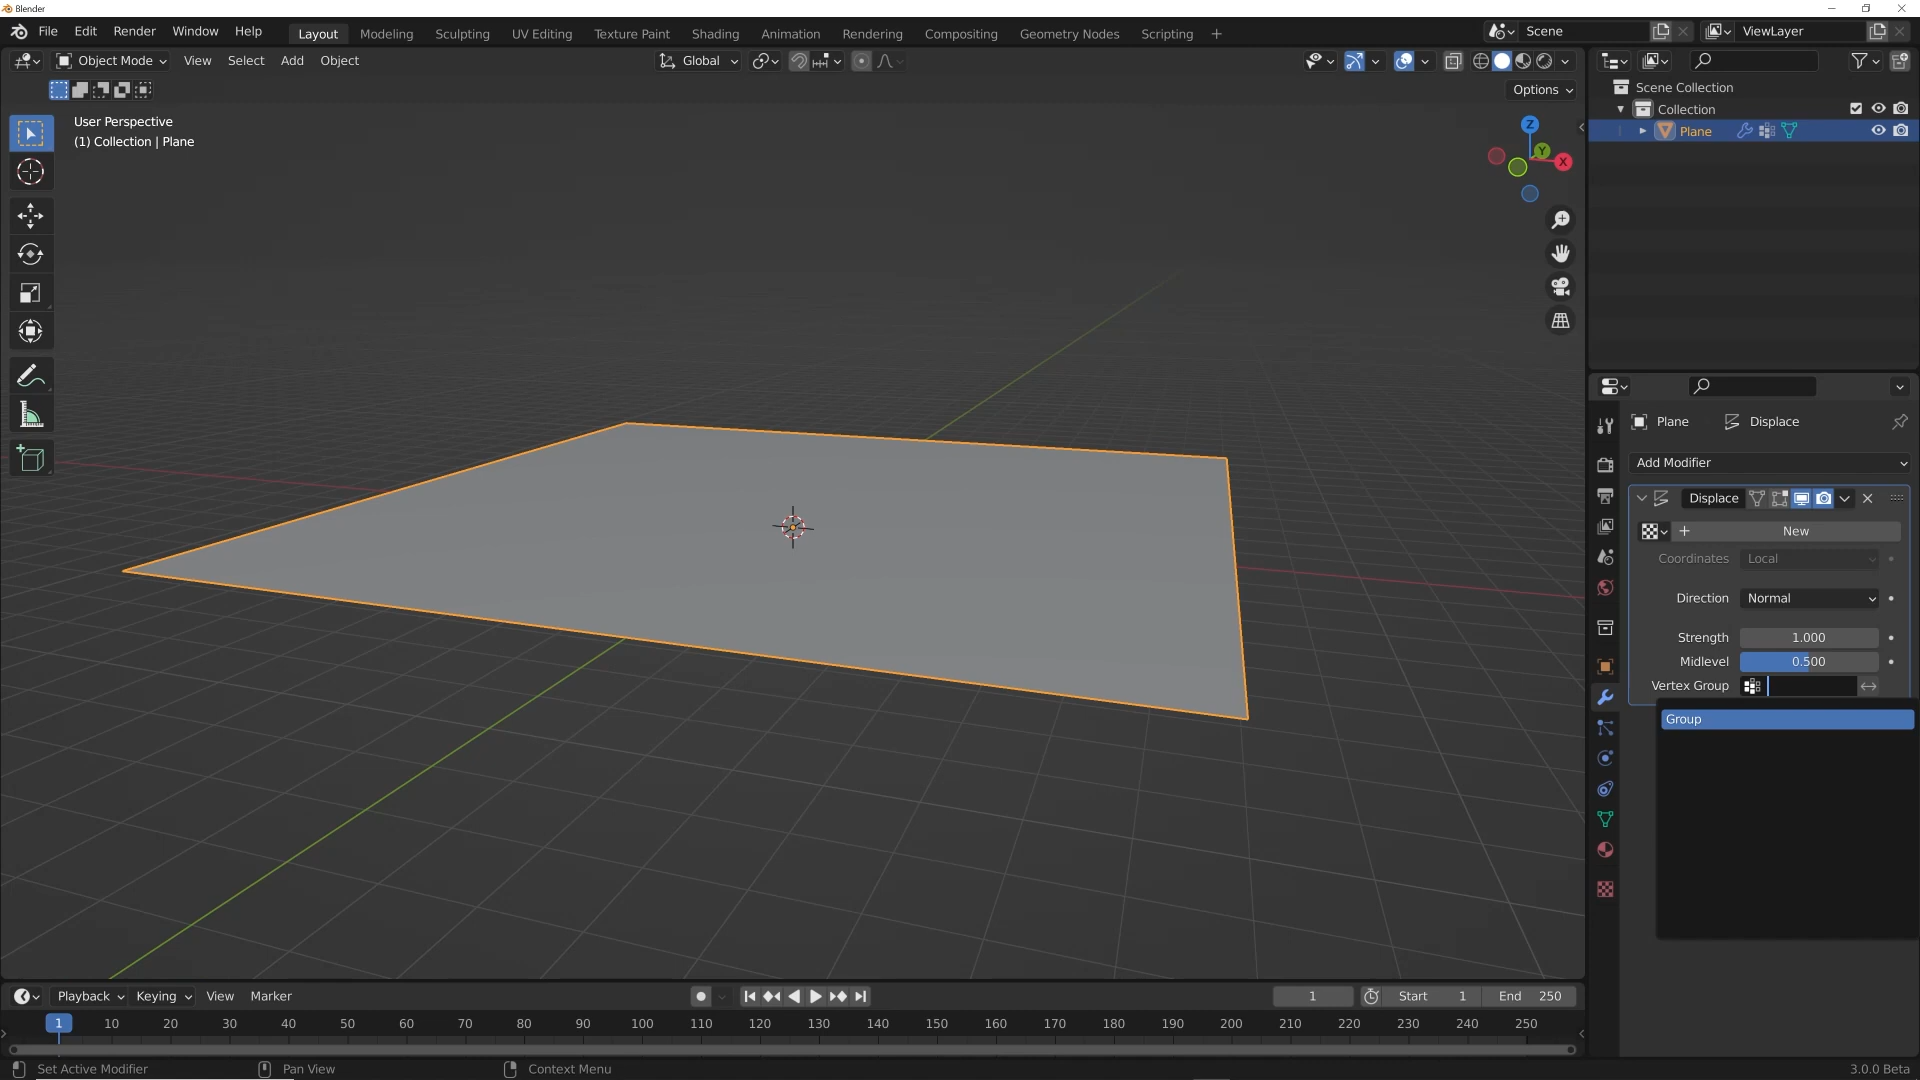 Blender
File Edit Render Window Help Layout Modeling Sculpting UV Editing Texture Paint Shading Animation Rendering Compositing Geometry Nodes Scripting + Scene ViewLayer
Object Mode View Select Add Object Global
Options
User Perspective
(1) Collection | Plane
Z
Y
X
Scene Collection
Collection
Plane
Plane Displace
Add Modifier
Displace
+ New
Coordinates Local
Direction Normal
Strength 1.000
Midlevel 0.500
Vertex Group
Group
Playback Keying View Marker 1 Start 1 End 250
1 10 20 30 40 50 60 70 80 90 100 110 120 130 140 150 160 170 180 190 200 210 220 230 240 250
Set Active Modifier Pan View Context Menu 3.0.0 Beta